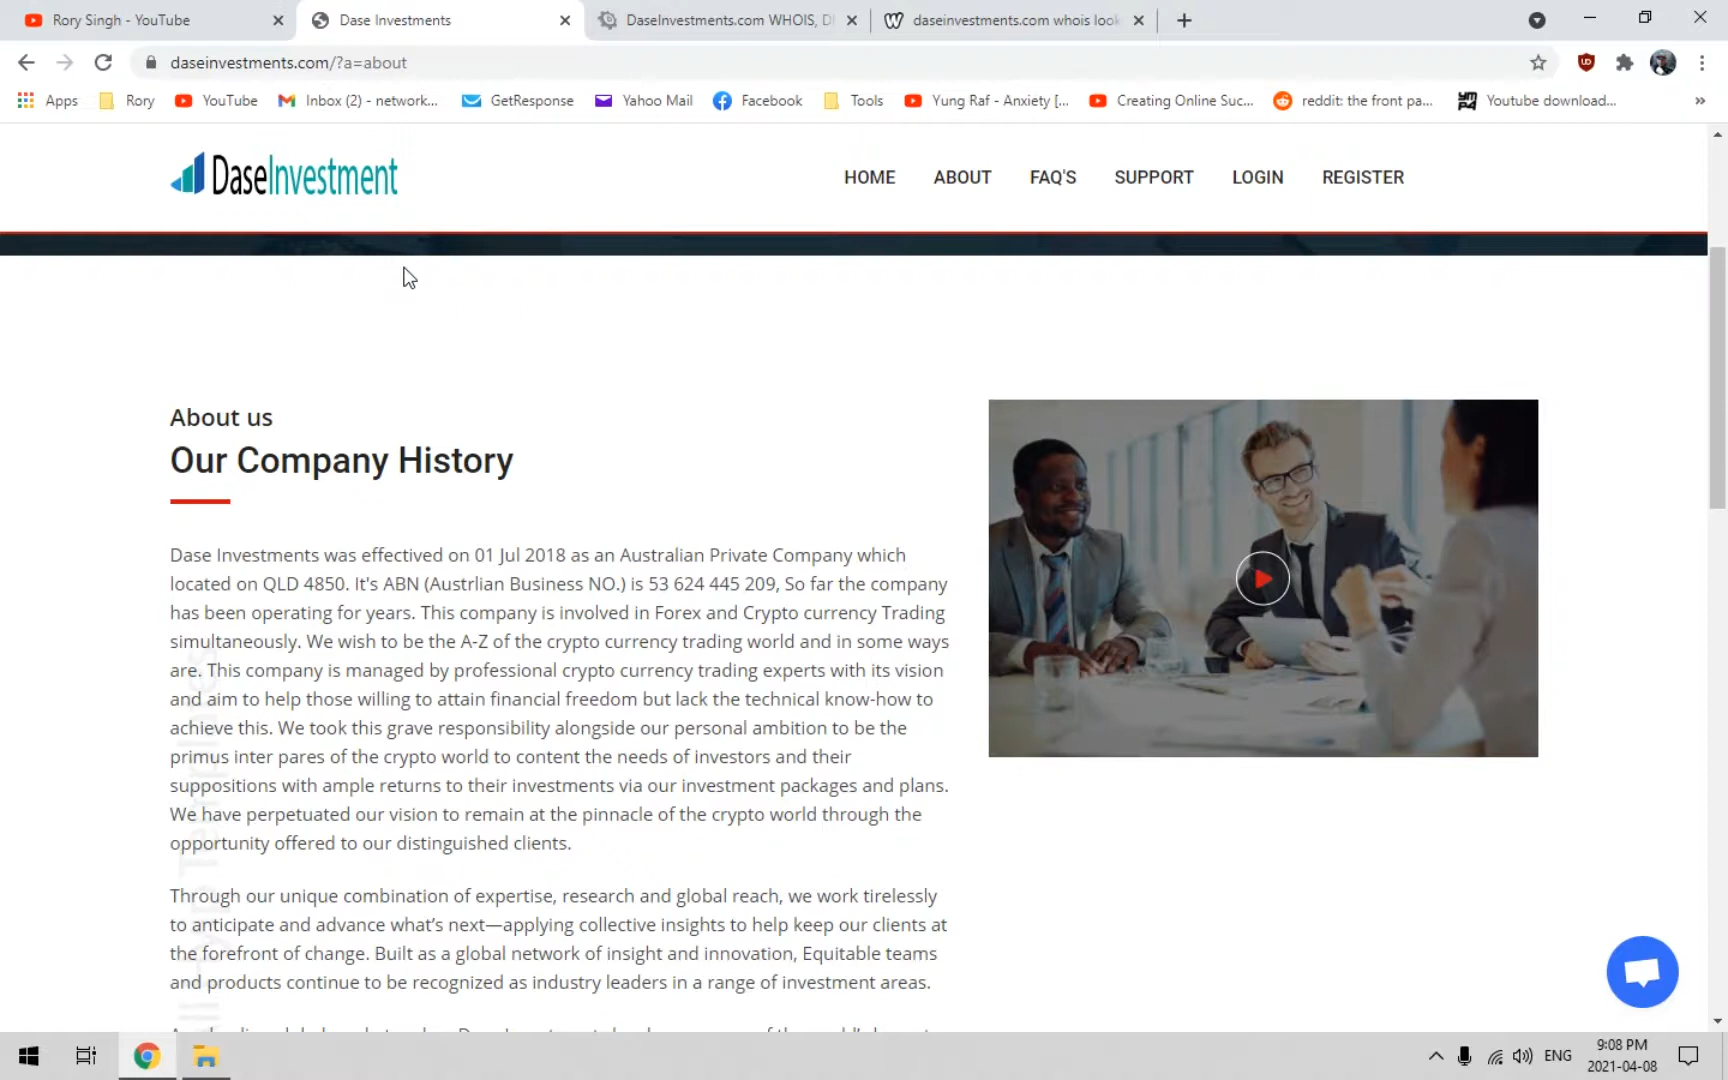 Rory Singh - YouTube
Dase Investments
DaseInvestments.com WHOIS, D
daseinvestments.com whois look
daseinvestments.com/?a=about
Apps
Rory
YouTube
Inbox (2) - network...
GetResponse
Yahoo Mail
Facebook
Tools
Yung Raf - Anxiety [...
Creating Online Suc...
reddit: the front pa...
Youtube download...
DaseInvestment
HOME
ABOUT
FAQ'S
SUPPORT
LOGIN
REGISTER
About us
Our Company History
Dase Investments was effectived on 01 Jul 2018 as an Australian Private Company which
located on QLD 4850. It's ABN (Austrlian Business NO.) is 53 624 445 209, So far the company
has been operating for years. This company is involved in Forex and Crypto currency Trading
simultaneously. We wish to be the A-Z of the crypto currency trading world and in some ways
are. This company is managed by professional crypto currency trading experts with its vision
and aim to help those willing to attain financial freedom but lack the technical know-how to
achieve this. We took this grave responsibility alongside our personal ambition to be the
primus inter pares of the crypto world to content the needs of investors and their
suppositions with ample returns to their investments via our investment packages and plans.
We have perpetuated our vision to remain at the pinnacle of the crypto world through the
opportunity offered to our distinguished clients.
Through our unique combination of expertise, research and global reach, we work tirelessly
to anticipate and advance what’s next—applying collective insights to help keep our clients at
the forefront of change. Built as a global network of insight and innovation, Equitable teams
and products continue to be recognized as industry leaders in a range of investment areas.
ENG
9:08 PM
2021-04-08